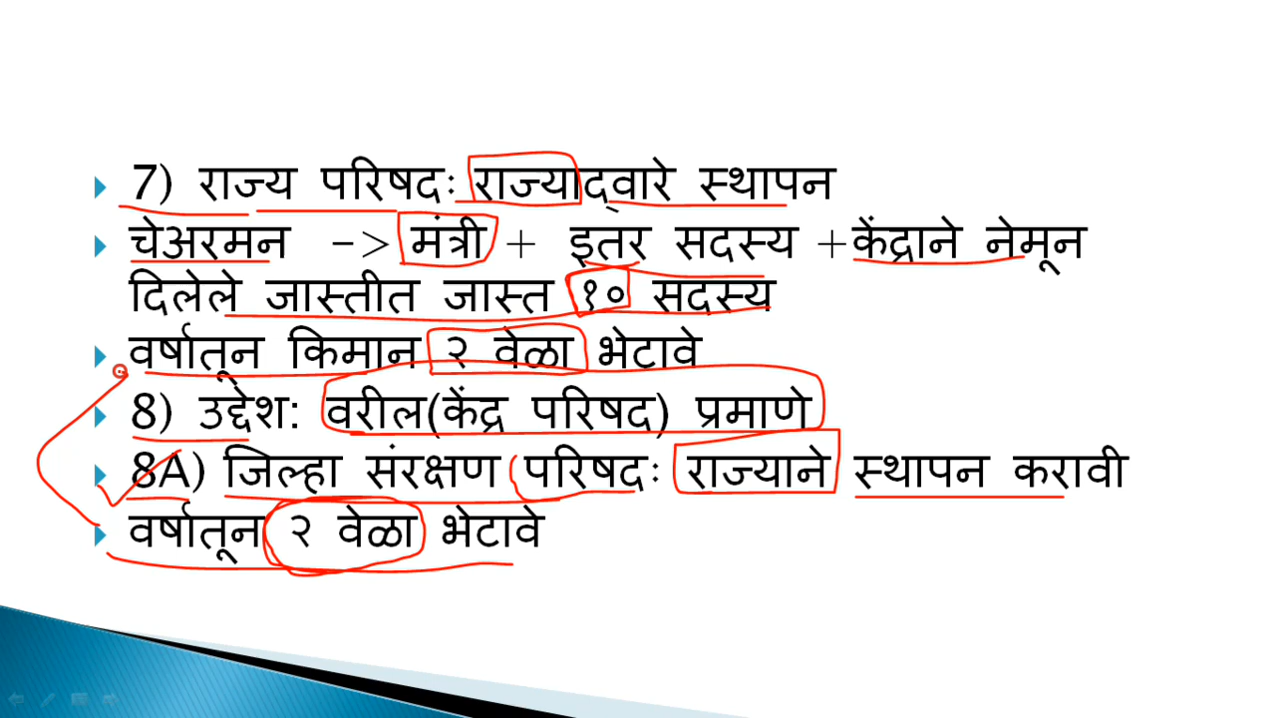 7) राज्य परिषदः राज्याद्वारे स्थापन
चेअरमन -> मंत्री + इतर सदस्य +केंद्राने नेमून
दिलेले जास्तीत जास्त १० सदस्य
वर्षातून किमान २ वेळा भेटावे
8) उद्देश: वरील(केंद्र परिषद) प्रमाणे
8A) जिल्हा संरक्षण परिषदः राज्याने स्थापन करावी
वर्षातून २ वेळा भेटावे